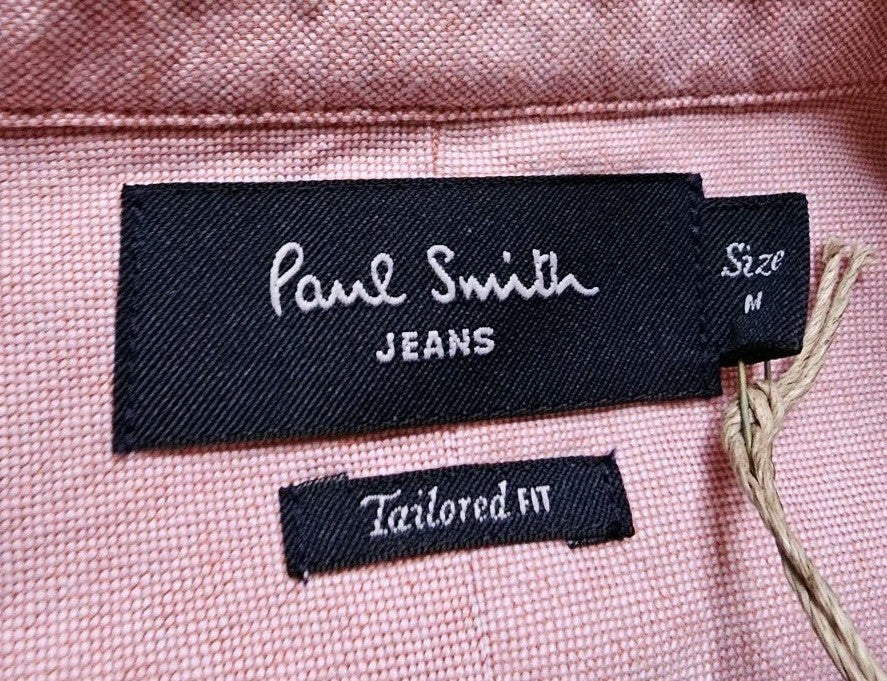 Paul Smith
JEANS
Size
M
Tailored FIT